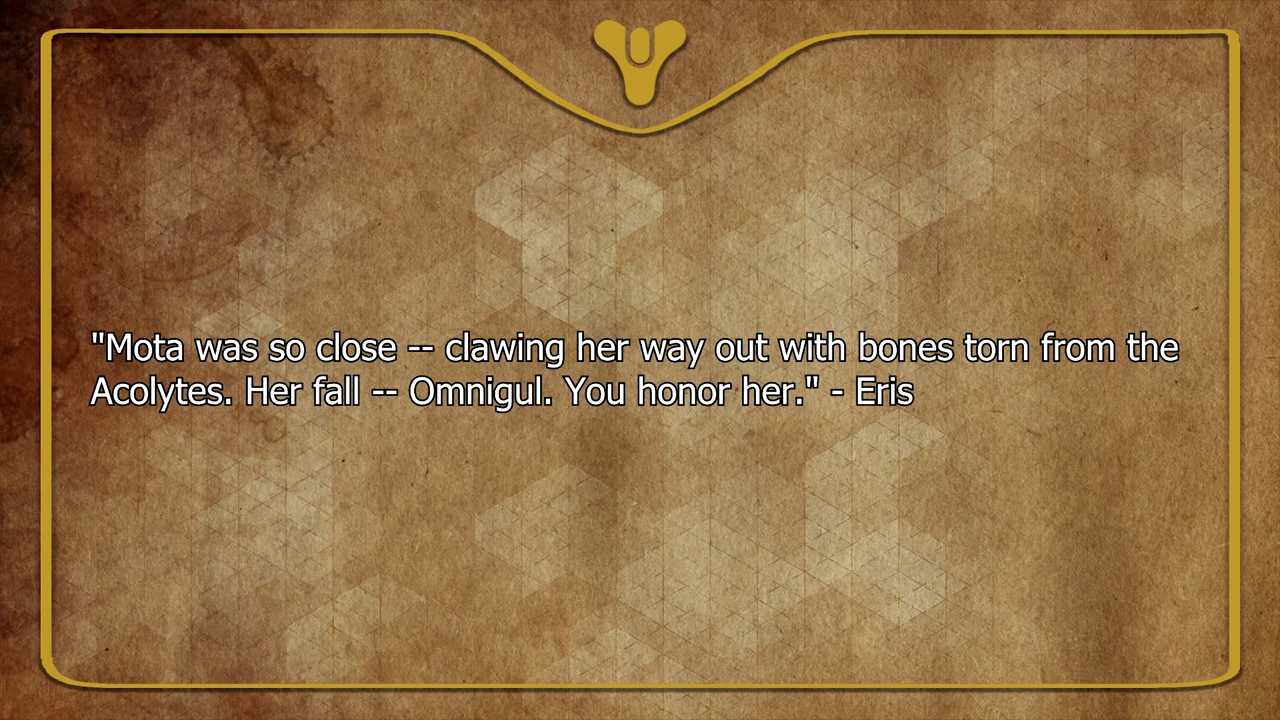 "Mota was so close -- clawing her way out with bones torn from the
Acolytes. Her fall -- Omnigul. You honor her." - Eris